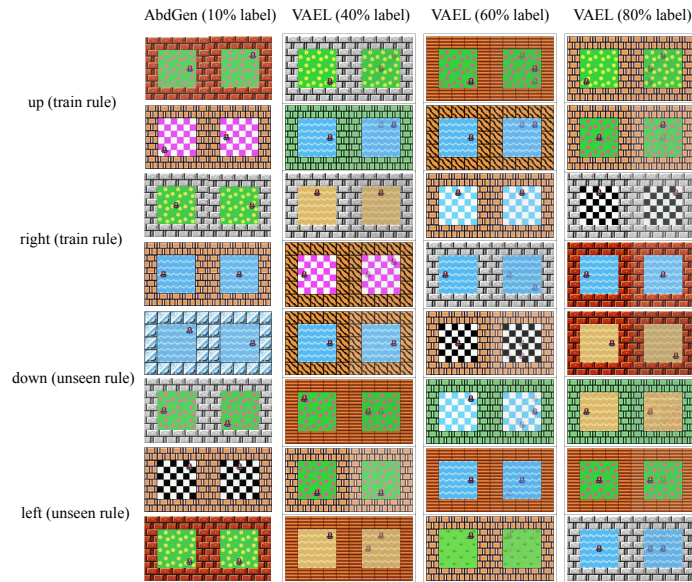 AbdGen (10% label) VAEL (40% label) VAEL (60% label) VAEL (80% label)
up (train rule)
right (train rule)
down (unseen rule)
left (unseen rule)